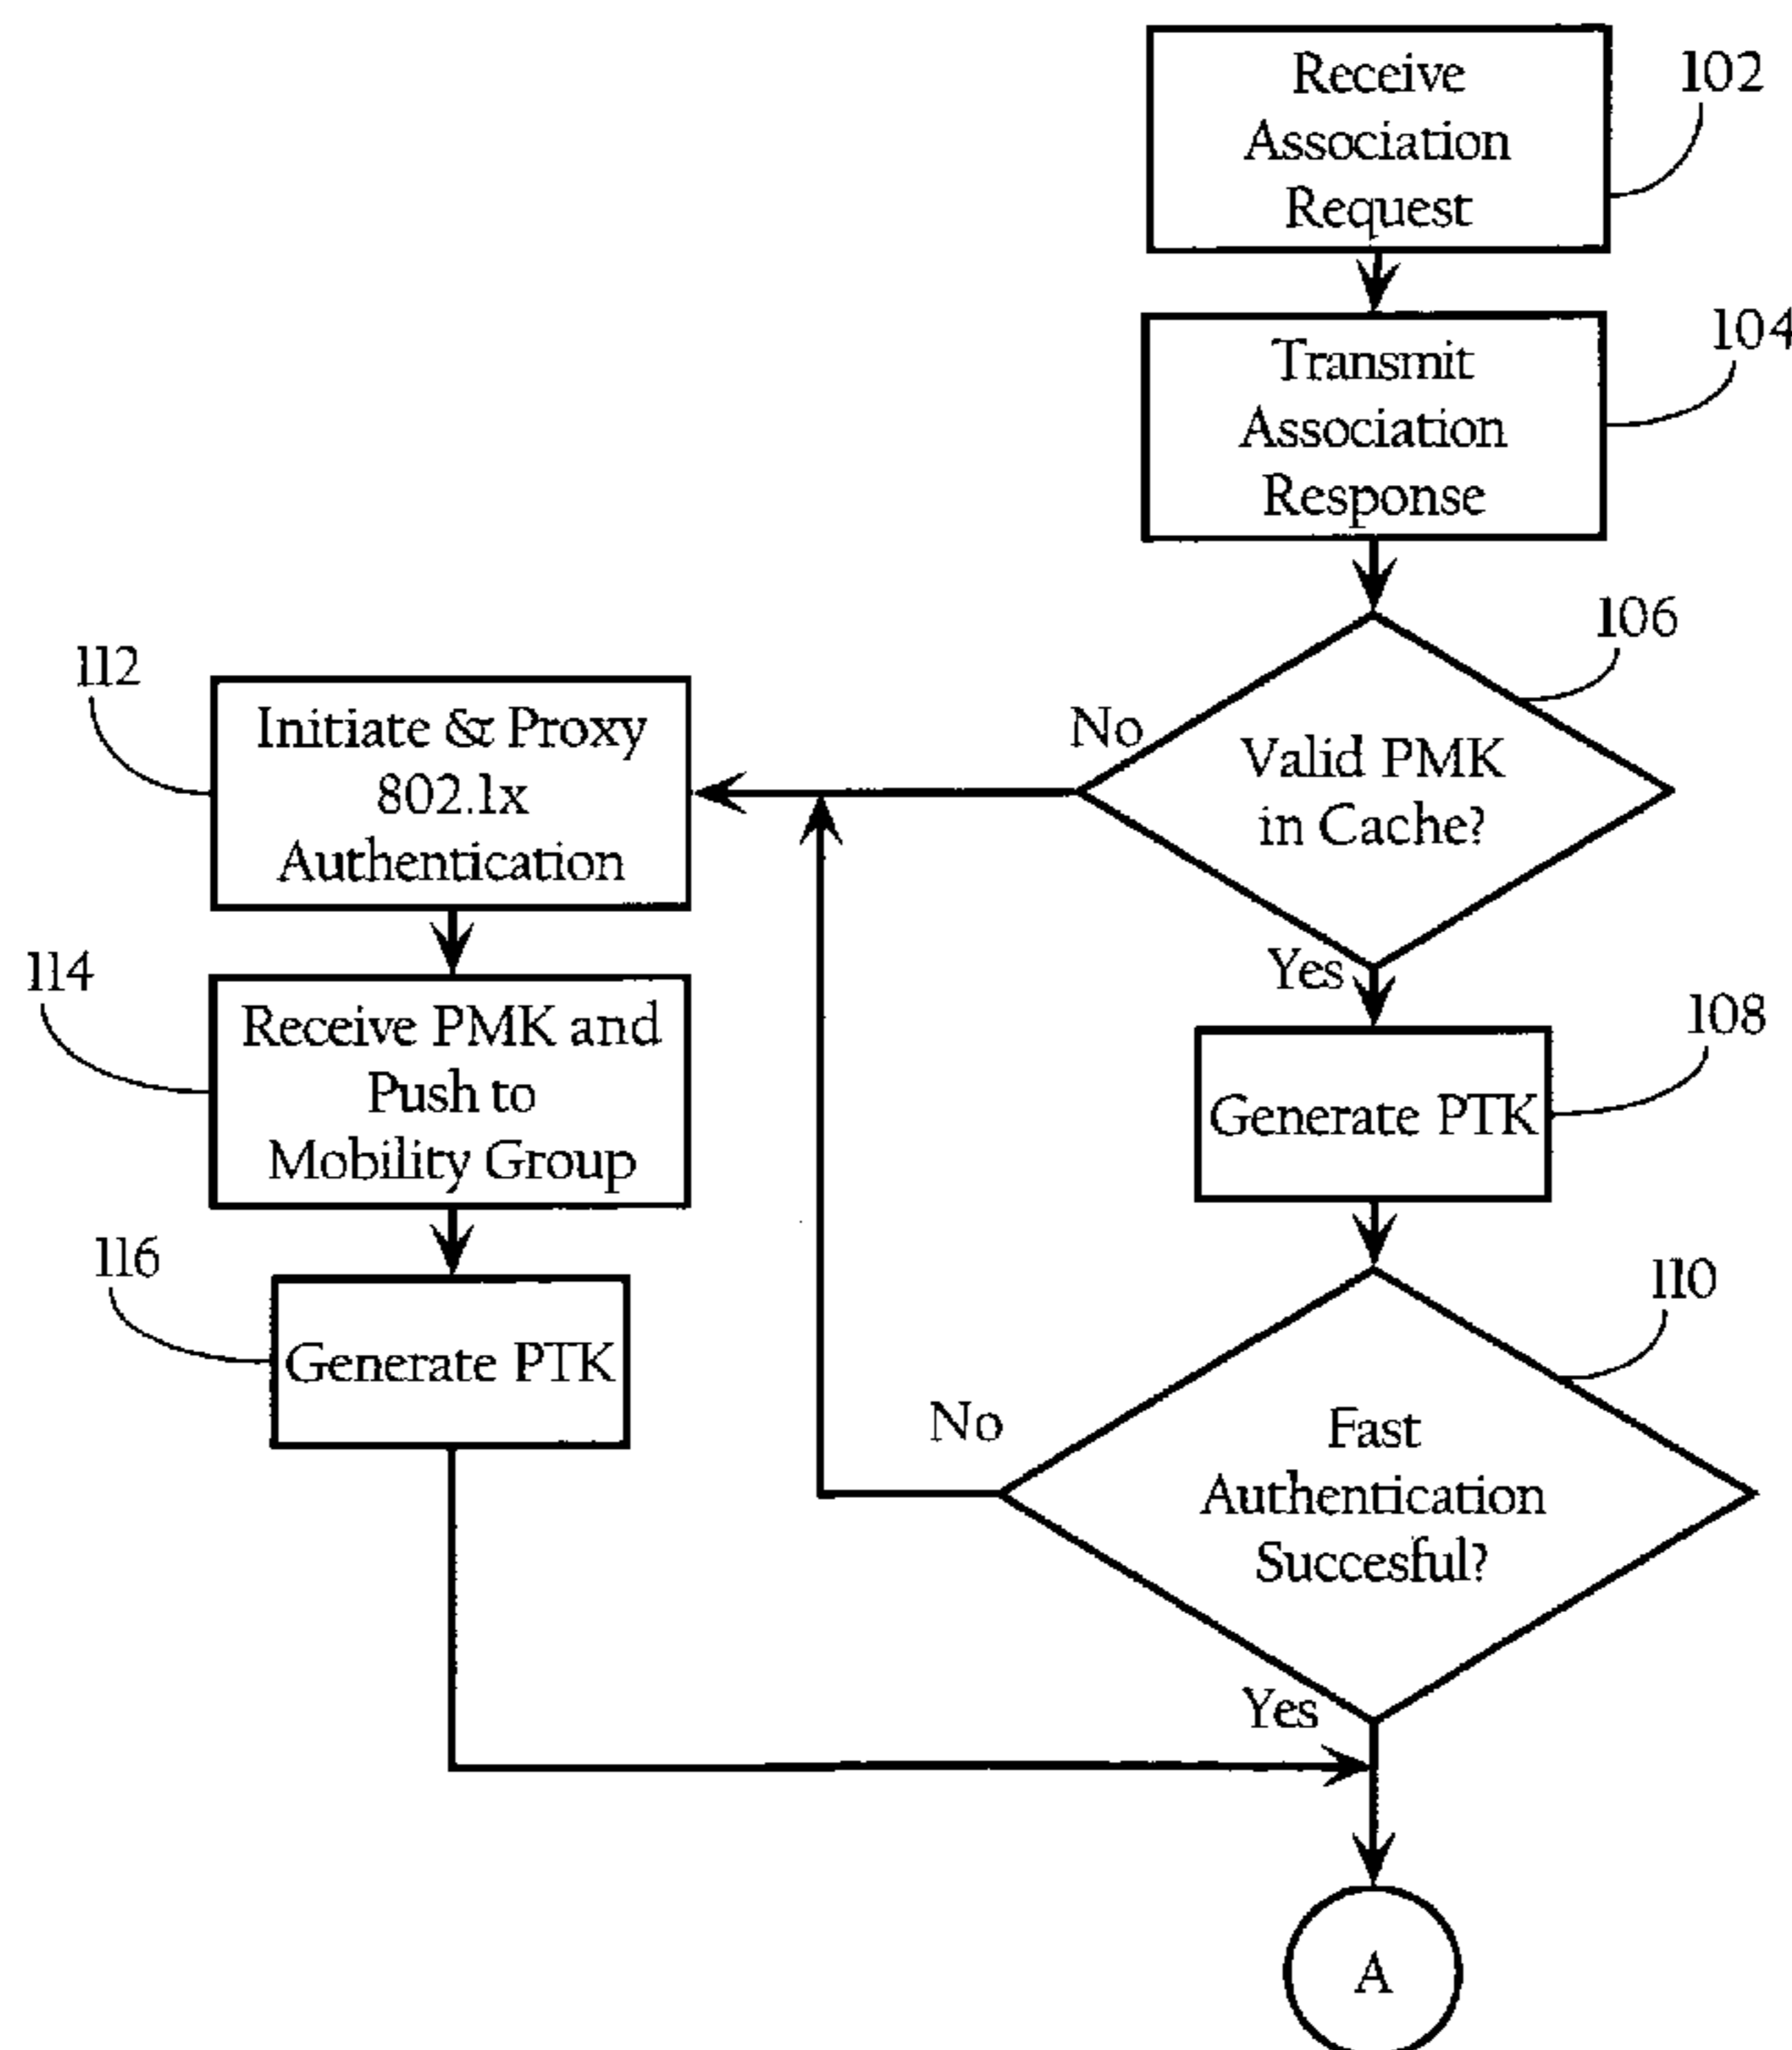 Receive
Association
Request
102
Transmit
Association
Response
104
106
Valid PMK
in Cache?
No
Yes
112
Initiate & Proxy
802.1x
Authentication
114
Receive PMK and
Push to
Mobility Group
108
Generate PTK
116
Generate PTK
110
Fast
Authentication
Succesful?
No
Yes
A